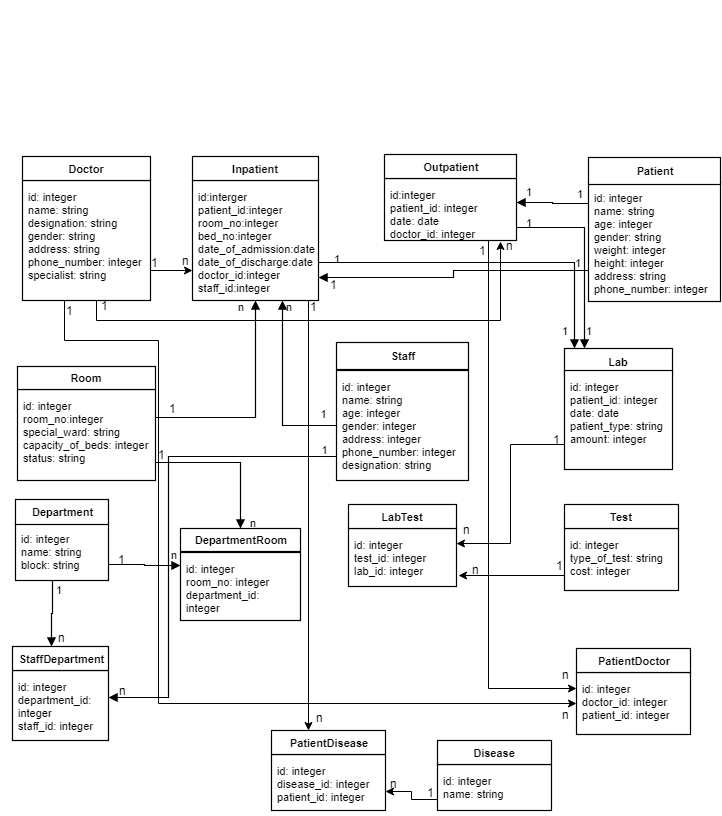 Doctor
id: integer
name: string
designation: string
gender: string
address: string
phone_number: integer
specialist: string
Inpatient
id:interger
patient_id:integer
room_no:integer
bed_no:integer
date_of_admission:date
date_of_discharge:date
doctor_id:integer
staff_id:integer
Outpatient
id:integer
patient_id: integer
date: date
doctor_id: integer
Patient
id: integer
name: string
age: integer
gender: string
weight: integer
height: integer
address: string
phone_number: integer
1
n
1
1
1
1
n
1
1
1
1
1
n
n
1
1
1
Room
id: integer
room_no:integer
special_ward: string
capacity_of_beds: integer
status: string
1
1
Staff
id: integer
name: string
age: integer
gender: integer
address: integer
phone_number: integer
designation: string
1
1
Lab
id: integer
patient_id: integer
date: date
patient_type: string
amount: integer
1
Department
id: integer
name: string
block: string
1
n
1
n
DepartmentRoom
id: integer
room_no: integer
department_id:
integer
n
LabTest
id: integer
test_id: integer
lab_id: integer
n
n
1
Test
id: integer
type_of_test: string
cost: integer
StaffDepartment
id: integer
department_id:
integer
staff_id: integer
n
PatientDoctor
id: integer
doctor_id: integer
patient_id: integer
n
n
n
PatientDisease
id: integer
disease_id: integer
patient_id: integer
n
1
Disease
id: integer
name: string